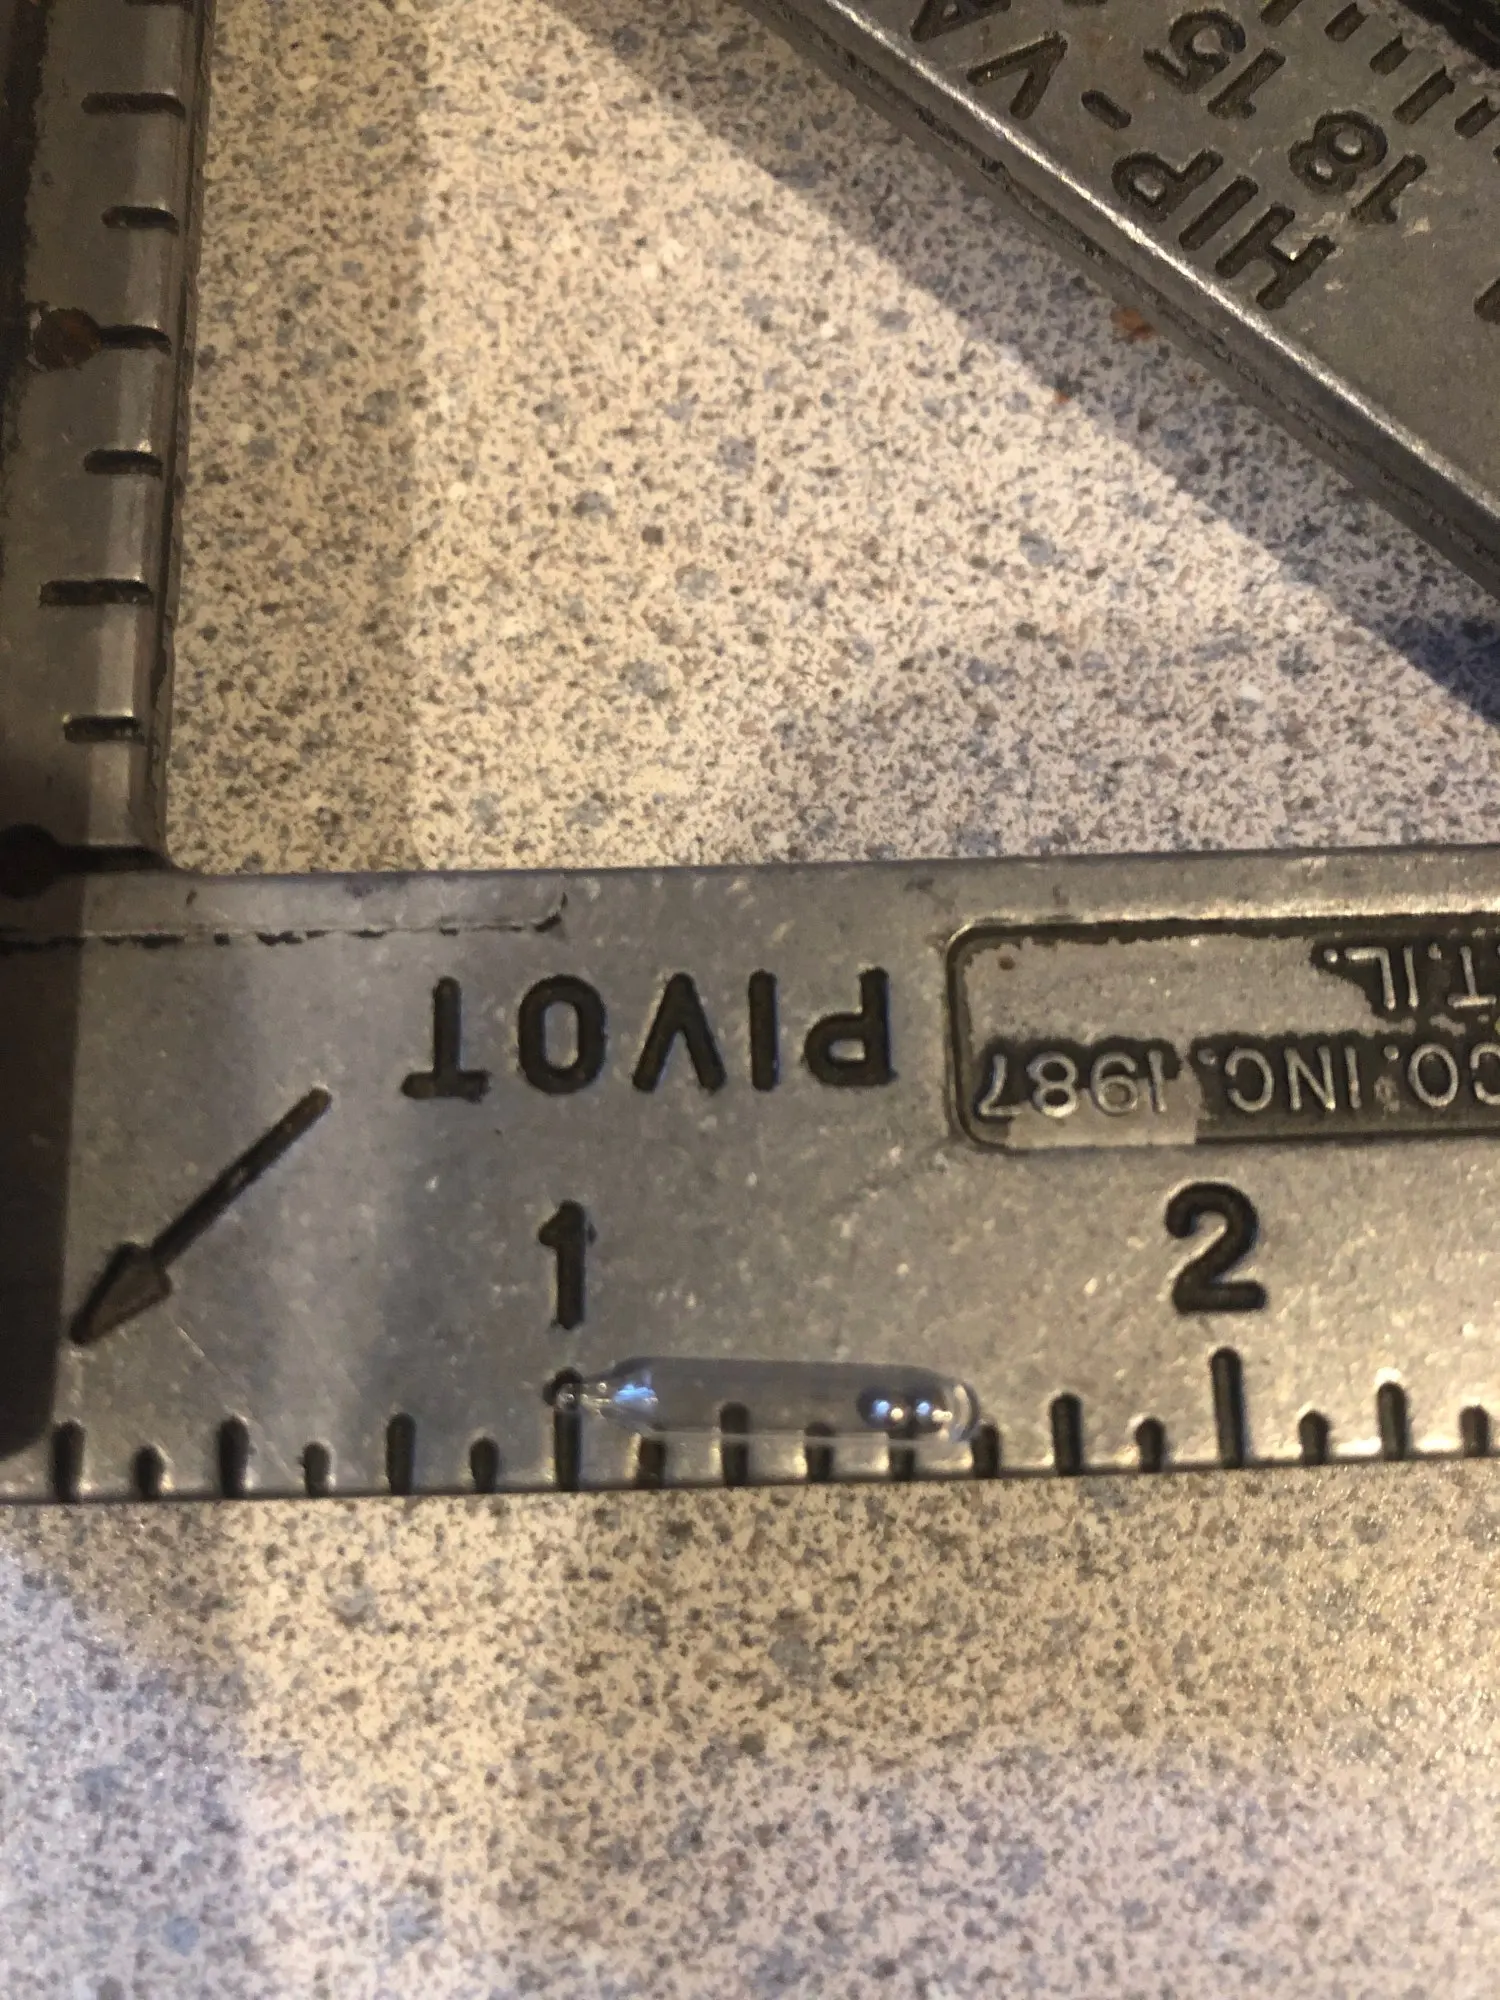 HIP - VA
18 15
PIVOT
CO. INC. 1987
T. IL.
1 2